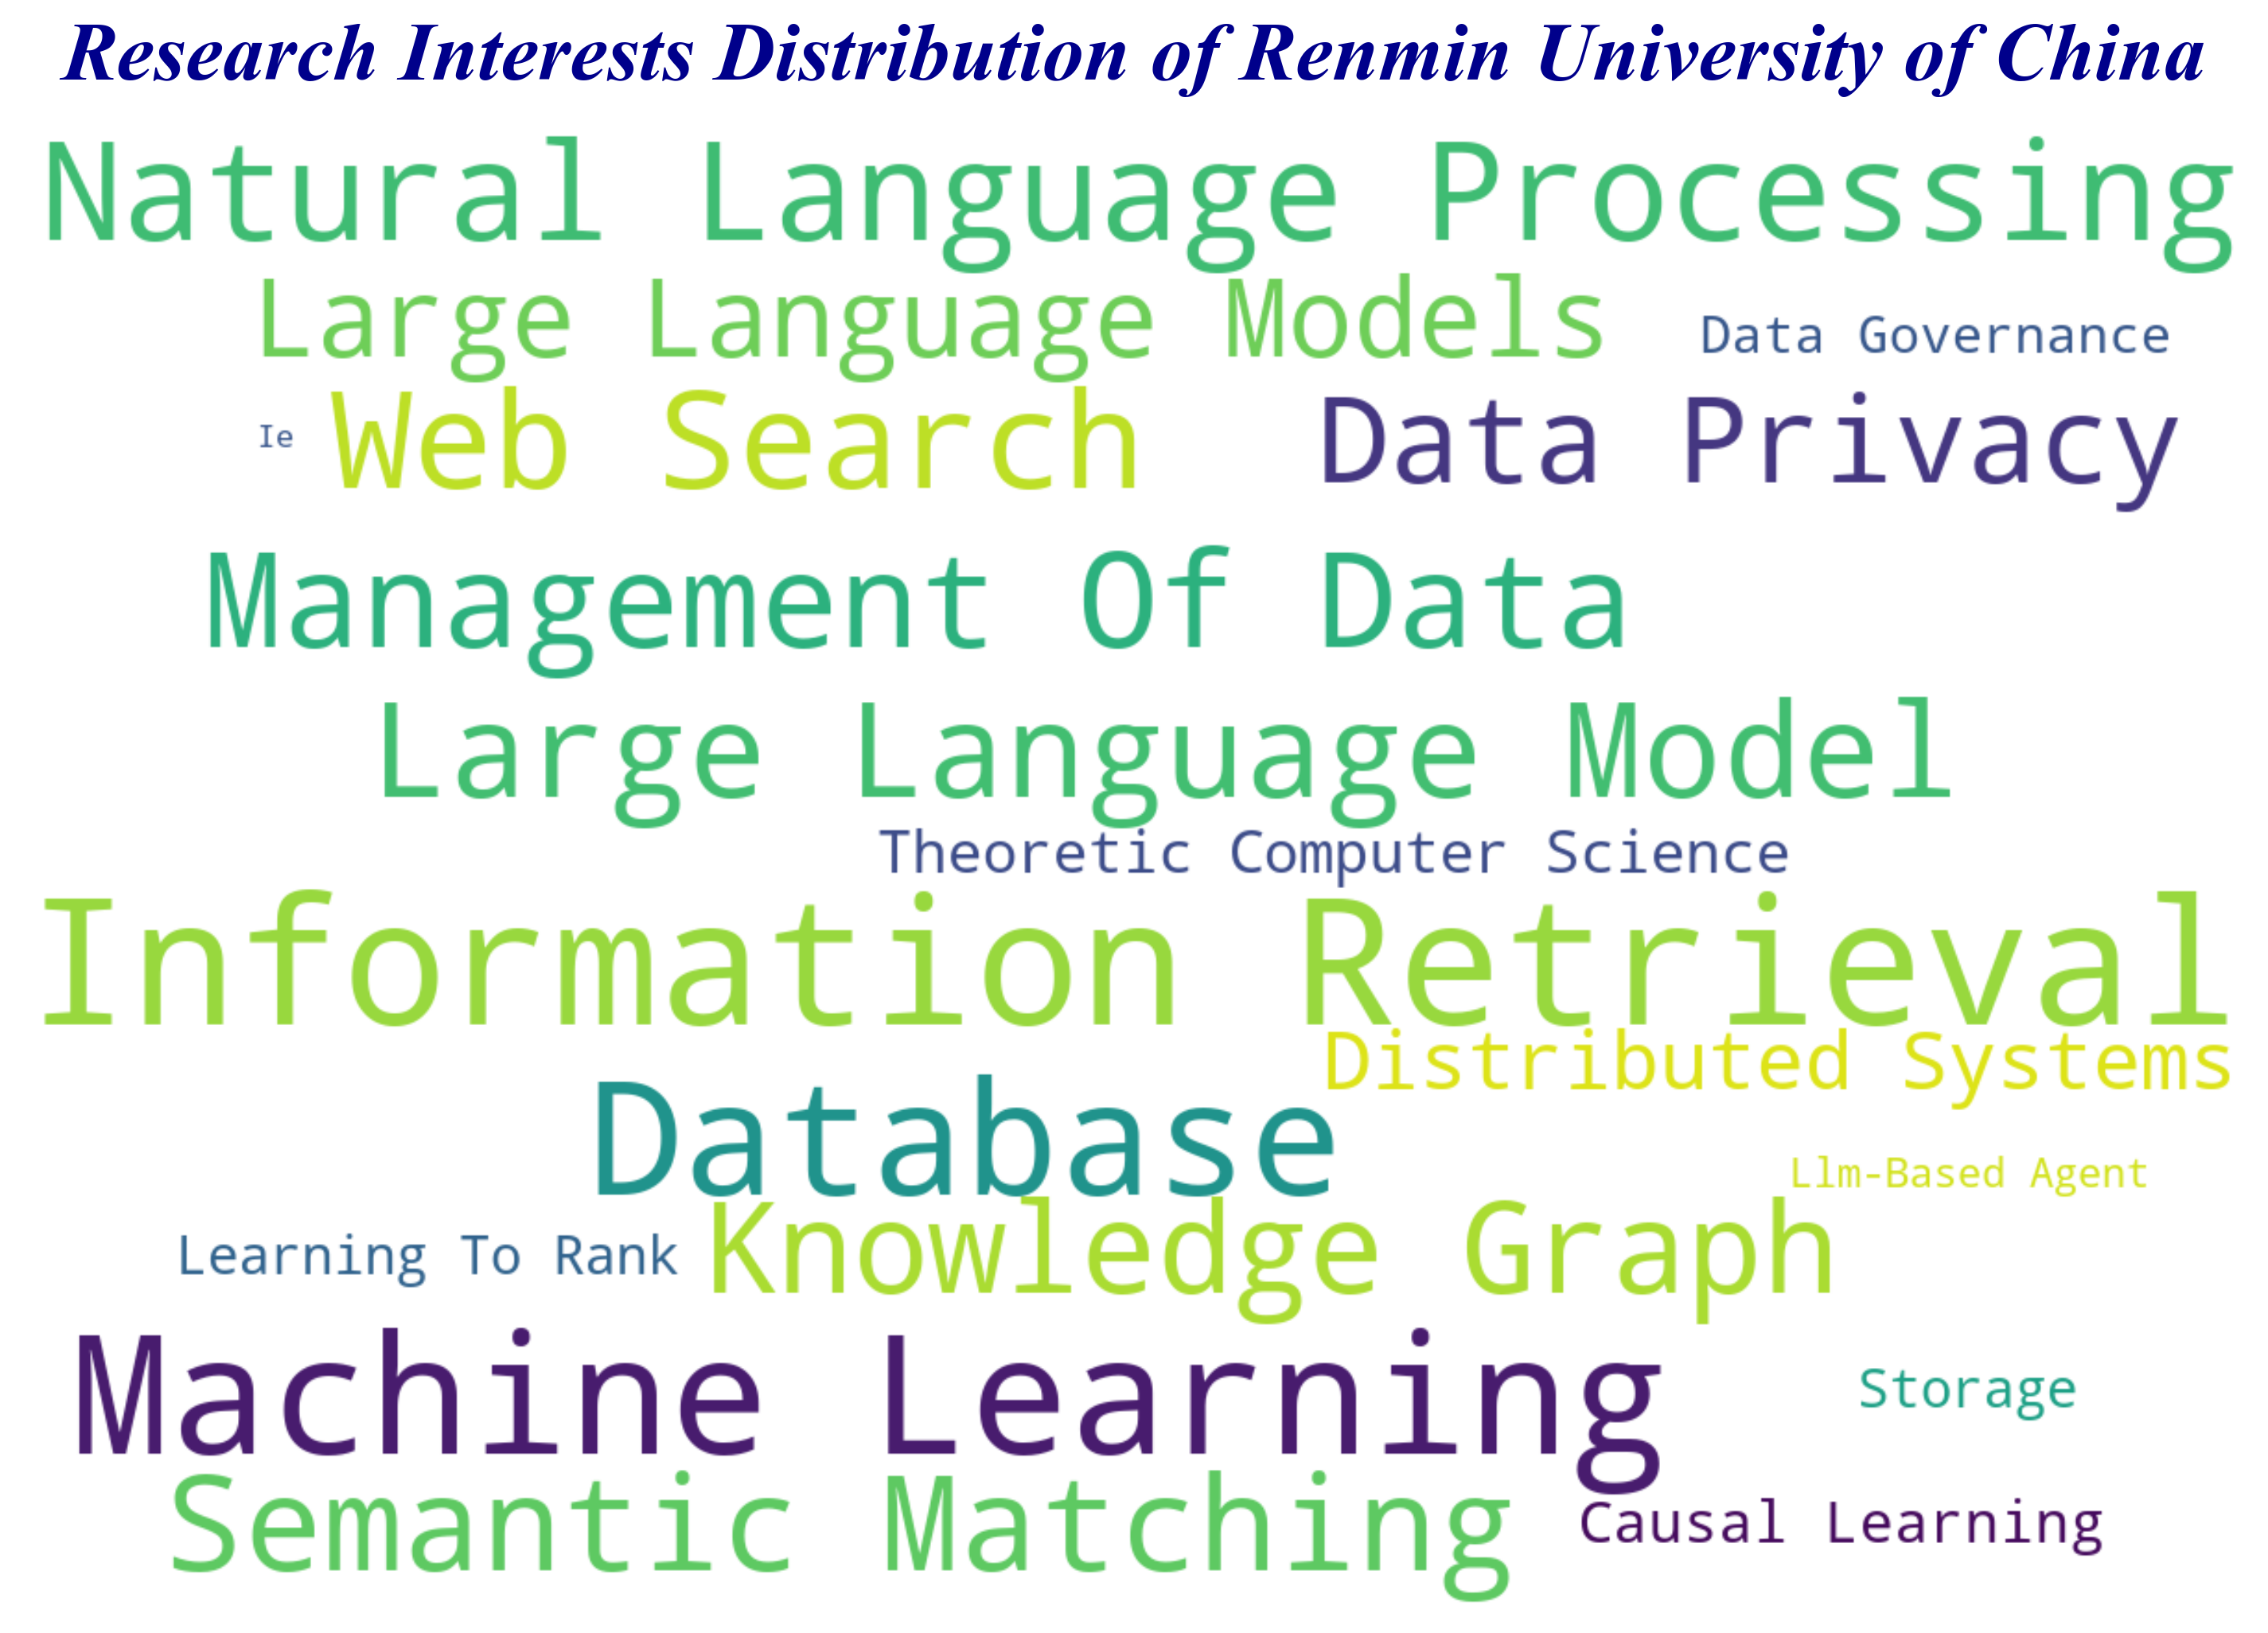 Research Interests Distribution of Renmin University of China
Natural Language Processing
Large Language Models
Data Governance
Ie
Web Search
Data Privacy
Management Of Data
Large Language Model
Theoretic Computer Science
Information Retrieval
Distributed Systems
Database
Llm-Based Agent
Learning To Rank
Knowledge Graph
Machine Learning
Storage
Semantic Matching
Causal Learning